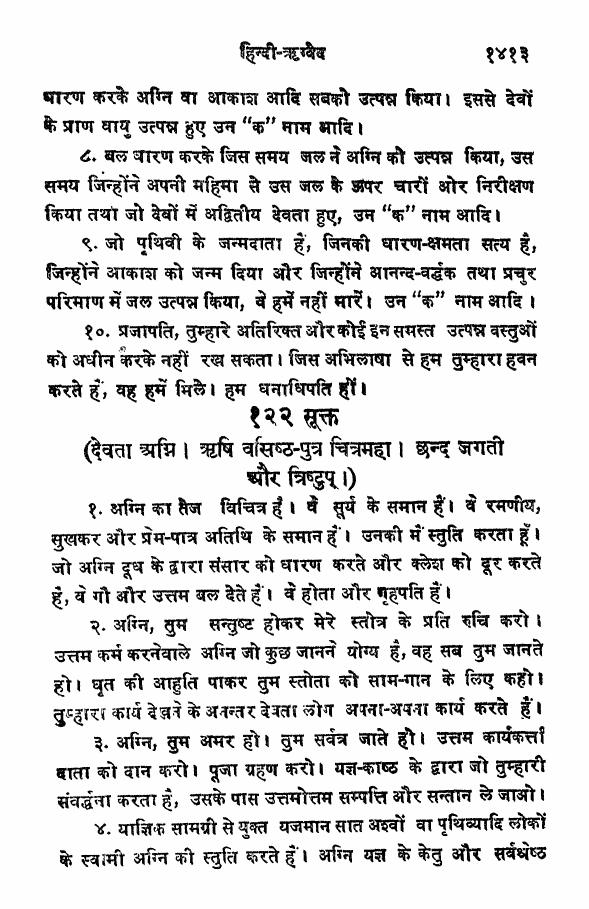 हिन्दी-ऋग्वेद १४१३
धारण करके अग्नि वा आकाश आदि सबको उत्पन्न किया। इससे देवों
के प्राण वायु उत्पन्न हुए उन “क” नाम आदि।
८. बल धारण करके जिस समय जल ने अग्नि को उत्पन्न किया, उस
समय जिन्होंने अपनी महिमा से उस जल के ऊपर चारों ओर निरीक्षण
किया तथा जो देवों में अद्वितीय देवता हुए, उन “क” नाम आदि।
९. जो पृथिवी के जन्मदाता हैं, जिनकी धारण-क्षमता सत्य है,
जिन्होंने आकाश को जन्म दिया और जिन्होंने आनन्द-वर्द्धक तथा प्रचुर
परिमाण में जल उत्पन्न किया, वे हमें नहीं मारें। उन “क” नाम आदि।
१०. प्रजापति, तुम्हारे अतिरिक्त और कोई इन समस्त उत्पन्न वस्तुओं
को अधीन करके नहीं रख सकता। जिस अभिलाषा से हम तुम्हारा हवन
करते हैं, वह हमें मिले। हम धनाधिपति हों।
१२२ सूक्त
(देवता अग्नि। ऋषि वसिष्ठ-पुत्र चित्रमहा। छन्द जगती
और त्रिष्टुप्।)
१. अग्नि का तेज विचित्र है। वे सूर्य के समान हैं। वे रमणीय,
सुखकर और प्रेम-पात्र अतिथि के समान हैं। उनकी मैं स्तुति करता हूँ।
जो अग्नि दूध के द्वारा संसार को धारण करते और क्लेश को दूर करते
हैं, वे गौ और उत्तम बल देते हैं। वे होता और गृहपति हैं।
२. अग्नि, तुम सन्तुष्ट होकर मेरे स्तोत्र के प्रति रुचि करो।
उत्तम कर्म करनेवाले अग्नि जो कुछ जानने योग्य है, वह सब तुम जानते
हो। घृत की आहुति पाकर तुम स्तोता को साम-गान के लिए कहो।
तुम्हारा कार्य देखने के अनन्तर देवता लोग अपना-अपना कार्य करते हैं।
३. अग्नि, तुम अमर हो। तुम सर्वत्र जाते हो। उत्तम कार्यकर्त्ता
दाता को दान करो। पूजा ग्रहण करो। यज्ञ-काष्ठ के द्वारा जो तुम्हारी
संवर्द्धना करता है, उसके पास उत्तमोत्तम सम्पत्ति और सन्तान ले जाओ।
४. याज्ञिक सामग्री से युक्त यजमान सात अश्वों वा पृथिव्यादि लोकों
के स्वामी अग्नि की स्तुति करते हैं। अग्नि यज्ञ के केतु और सर्वश्रेष्ठ